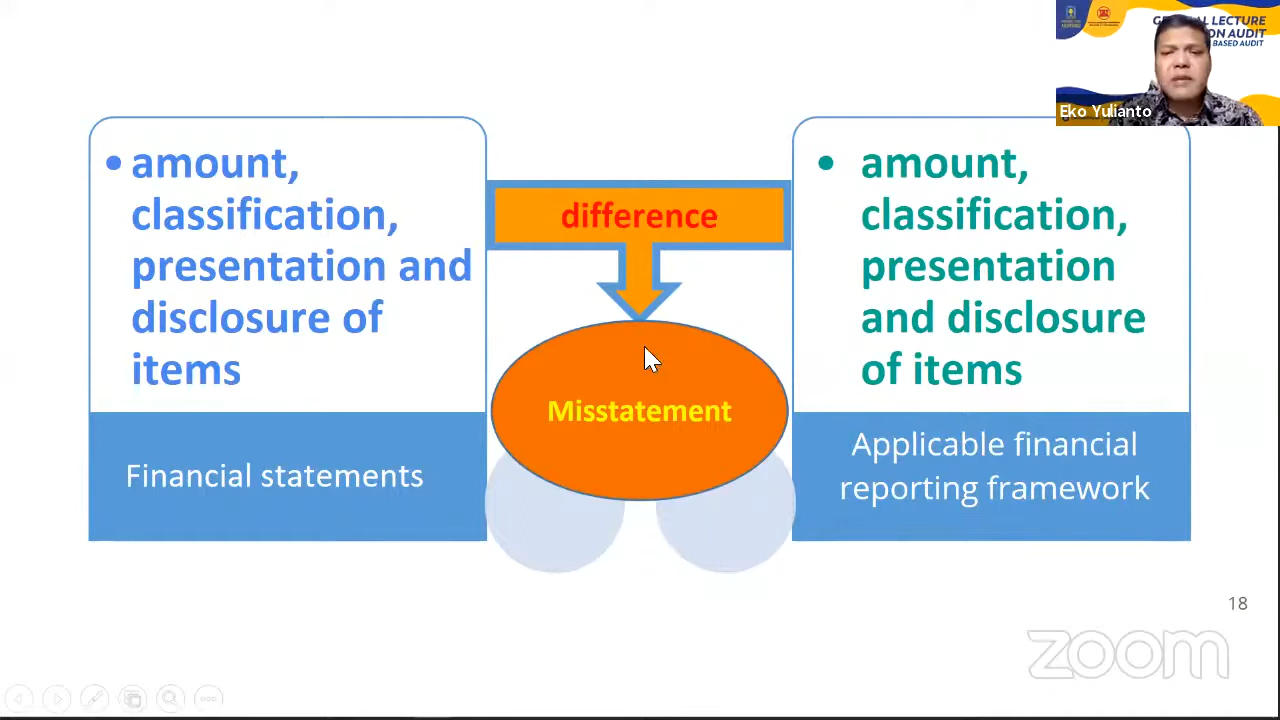 • amount,
classification,
presentation and
disclosure of
items
Financial statements
difference
Misstatement
• amount,
classification,
presentation
and disclosure
of items
Applicable financial
reporting framework
LECTURE
ON AUDIT
BASED AUDIT
Eko Yulianto
18
zoom